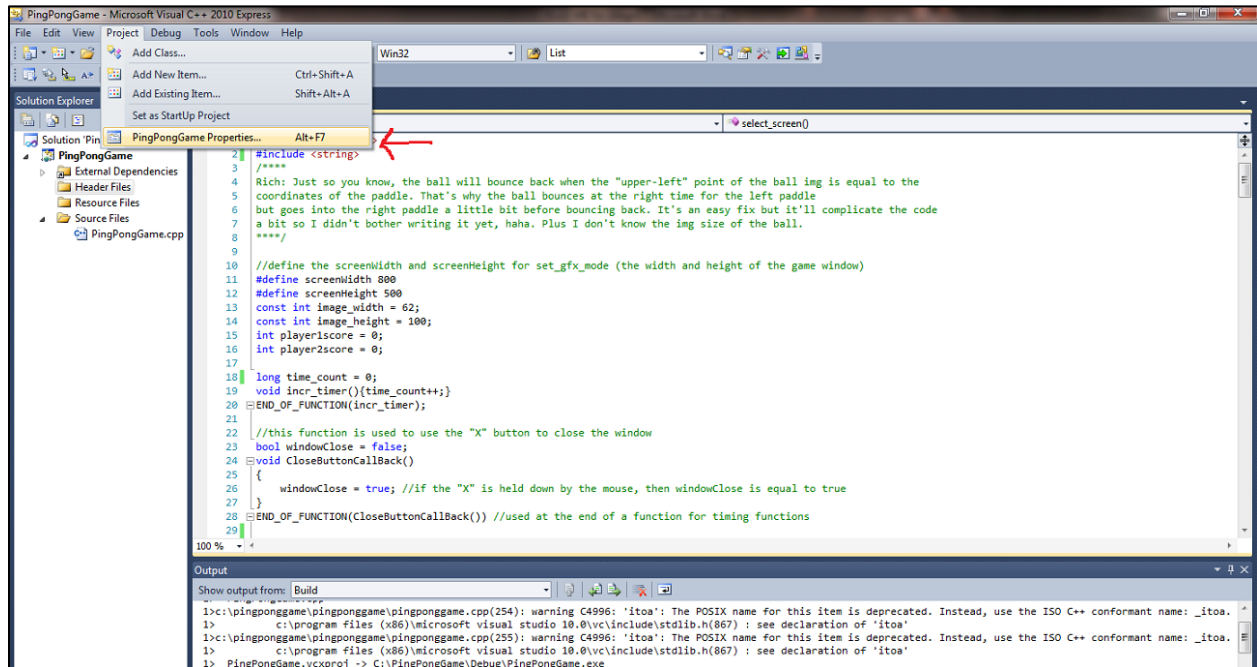 PingPongGame - Microsoft Visual C++ 2010 Express
File Edit View Project Debug Tools Window Help
Add Class...
Win32
List
Add New Item... Ctrl+Shift+A
Add Existing Item... Shift+Alt+A
Solution Explorer
Set as StartUp Project
select_screen()
Solution 'Pin
PingPongGame Properties... Alt+F7
PingPongGame
2 #include <string>
External Dependencies
3 /****
Header Files
4 Rich: Just so you know, the ball will bounce back when the "upper-left" point of the ball img is equal to the
5 coordinates of the paddle. That's why the ball bounces at the right time for the left paddle
Resource Files
6 but goes into the right paddle a little bit before bouncing back. It's an easy fix but it'll complicate the code
Source Files
7 a bit so I didn't bother writing it yet, haha. Plus I don't know the img size of the ball.
PingPongGame.cpp
8 ****/
9
10 //define the screenWidth and screenHeight for set_gfx_mode (the width and height of the game window)
11 #define screenWidth 800
12 #define screenHeight 500
13 const int image_width = 62;
14 const int image_height = 100;
15 int player1score = 0;
16 int player2score = 0;
17
18 long time_count = 0;
19 void incr_timer(){time_count++;}
20 END_OF_FUNCTION(incr_timer);
21
22 //this function is used to use the "X" button to close the window
23 bool windowClose = false;
24 void CloseButtonCallBack()
25 {
26 windowClose = true; //if the "X" is held down by the mouse, then windowClose is equal to true
27 }
28 END_OF_FUNCTION(CloseButtonCallBack()) //used at the end of a function for timing functions
29
100 %
Output
Show output from: Build
1>c:\pingponggame\pingponggame\pingponggame.cpp(254): warning C4996: 'itoa': The POSIX name for this item is deprecated. Instead, use the ISO C++ conformant name: _itoa.
1> c:\program files (x86)\microsoft visual studio 10.0\vc\include\stdlib.h(867) : see declaration of 'itoa'
1>c:\pingponggame\pingponggame\pingponggame.cpp(255): warning C4996: 'itoa': The POSIX name for this item is deprecated. Instead, use the ISO C++ conformant name: _itoa.
1> c:\program files (x86)\microsoft visual studio 10.0\vc\include\stdlib.h(867) : see declaration of 'itoa'
1> PingPongGame.vcxproj -> C:\PingPongGame\Debug\PingPongGame.exe